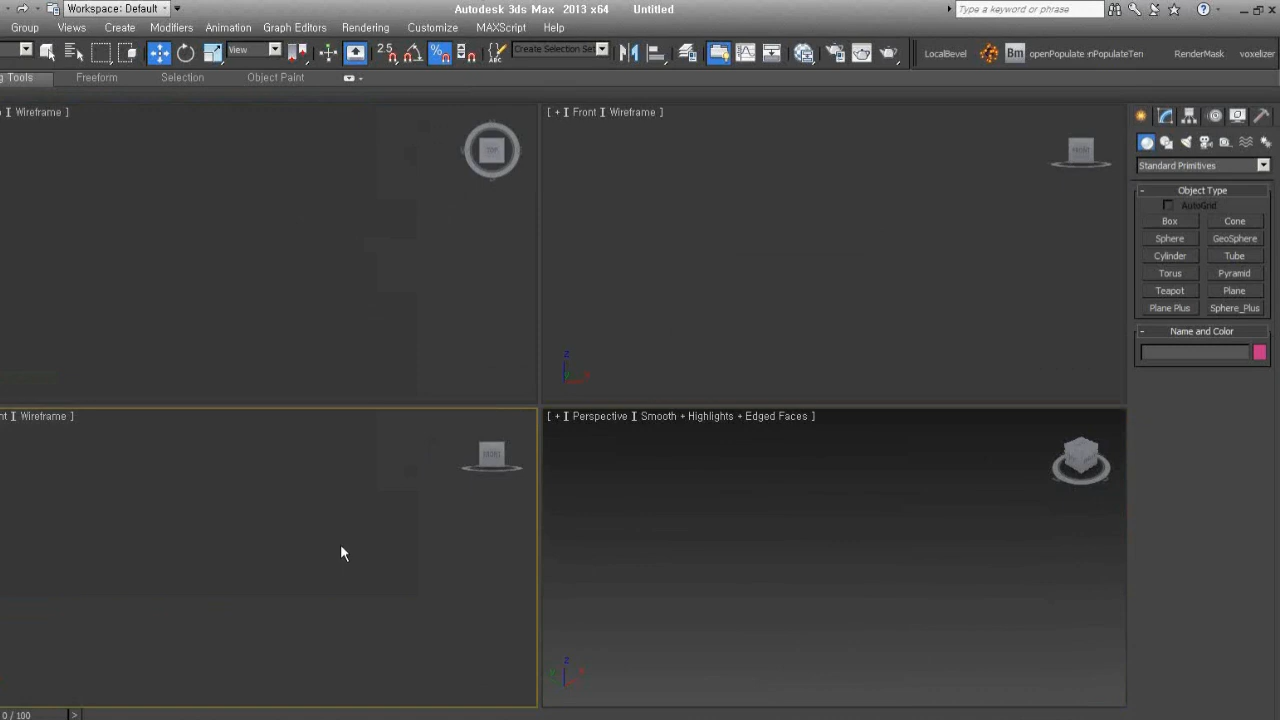 Workspace: Default
Autodesk 3ds Max 2013 x64 Untitled
Type a keyword or phrase
Group Views Create Modifiers Animation Graph Editors Rendering Customize MAXScript Help
View
2.5
Create Selection Set
LocalBevel
Bm
openPopulate
nPopulateTen
RenderMask
voxelizer
g Tools Freeform Selection Object Paint
Wireframe ]
[ + ] [ Front ] [ Wireframe ]
TOP
FRONT
Standard Primitives
- Object Type
AutoGrid
Box Cone
Sphere GeoSphere
Cylinder Tube
Torus Pyramid
Teapot Plane
Plane Plus Sphere_Plus
- Name and Color
z
y x
nt ] [ Wireframe ]
[ + ] [ Perspective ] [ Smooth + Highlights + Edged Faces ]
z
y x
0 / 100 >